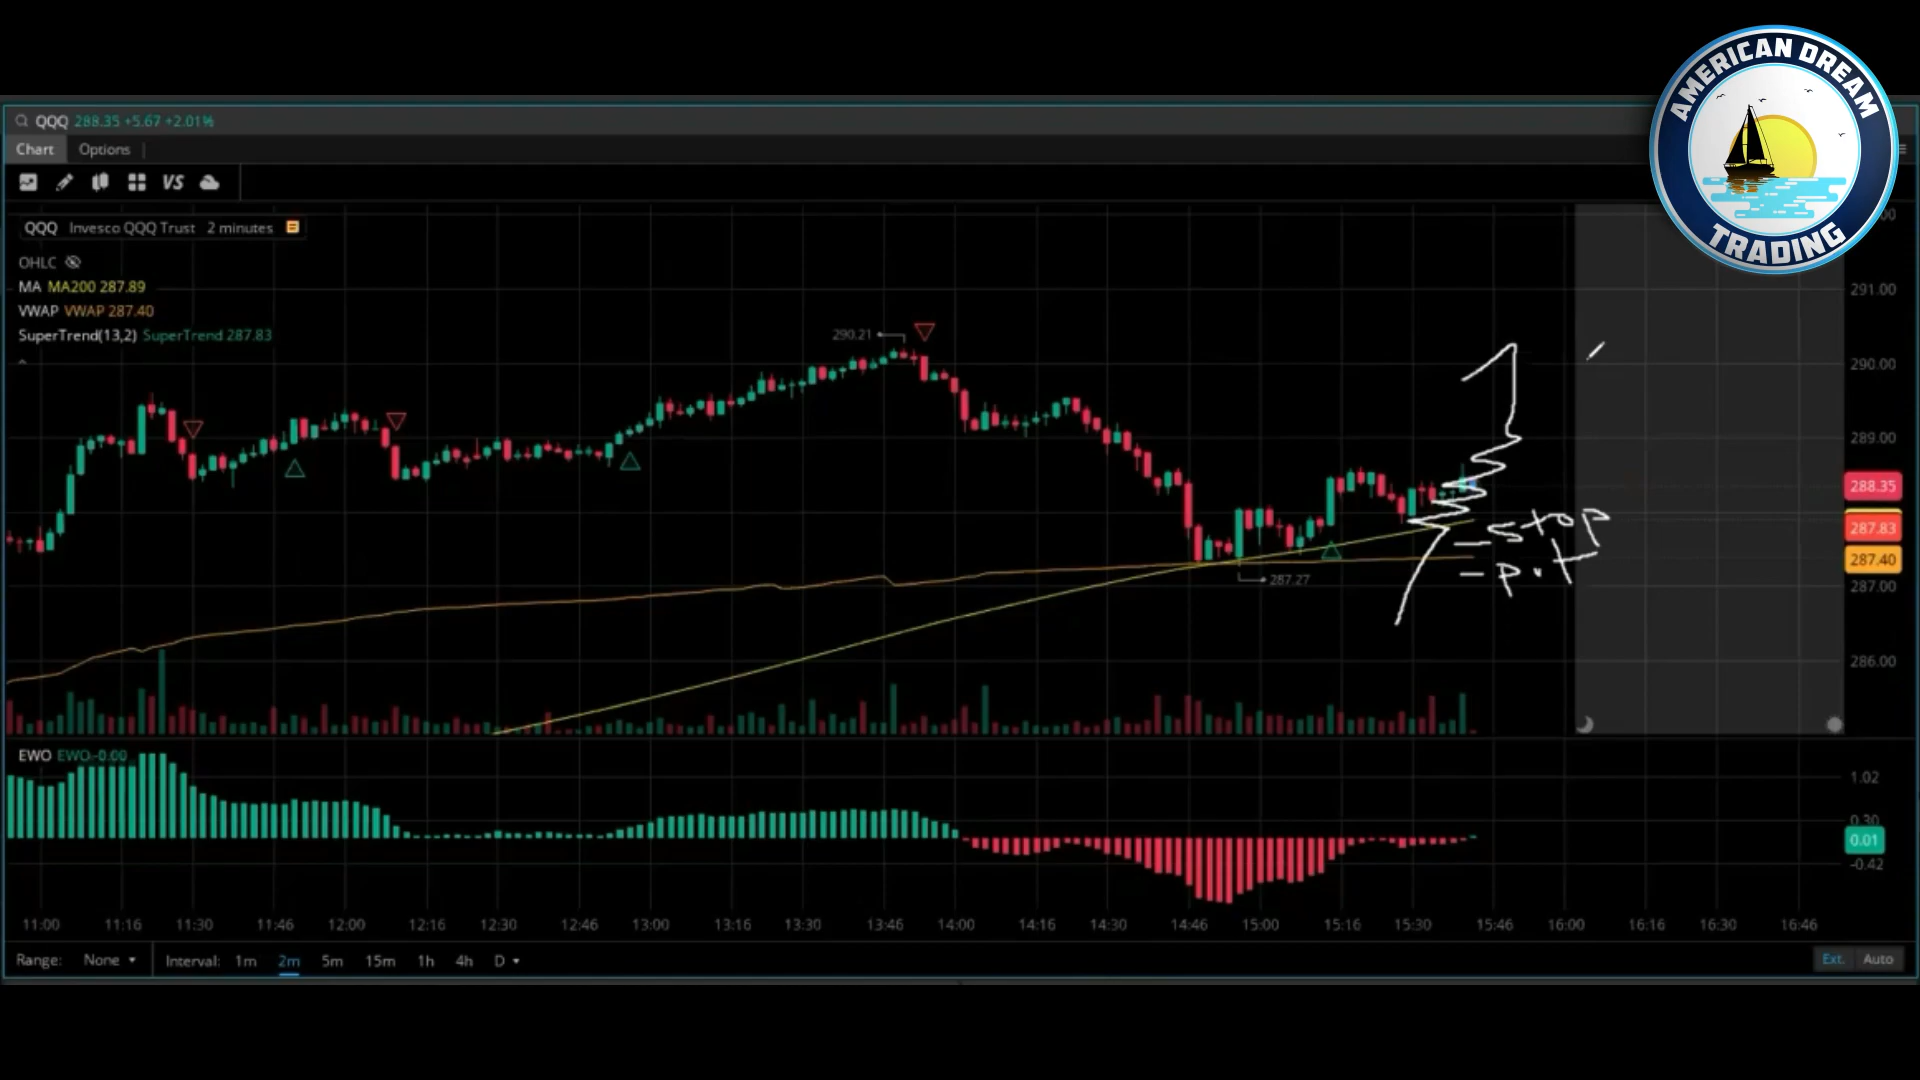 AMERICAN DREAM
TRADING
QQQ 288.35 +5.67 +2.01%
Chart Options
VS
QQQ Invesco QQQ Trust 2 minutes
OHLC
MA MA200 287.89
VWAP VWAP 287.40
SuperTrend(13,2) SuperTrend 287.83
290.21
287.27
stop
291.00
290.00
289.00
288.35
287.83
287.40
287.00
286.00
EWO EWO -0.00
1.02
0.30
0.01
-0.42
11:00 11:16 11:30 11:46 12:00 12:16 12:30 12:46 13:00 13:16 13:30 13:46 14:00 14:16 14:30 14:46 15:00 15:16 15:30 15:46 16:00 16:16 16:30 16:46
Range: None Interval: 1m 2m 5m 15m 1h 4h D Ext. Auto